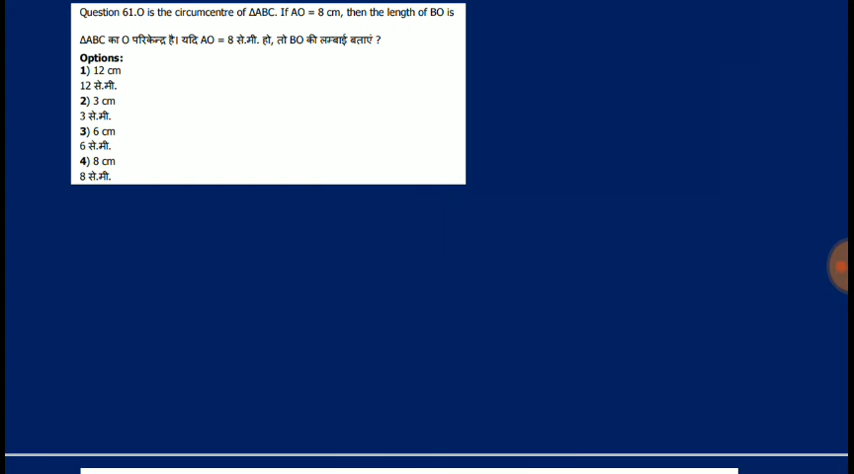 Question 61.O is the circumcentre of ΔABC. If AO = 8 cm, then the length of BO is
ΔABC का O परिकेन्द्र है। यदि AO = 8 से.मी. हो, तो BO की लम्बाई बताएं ?
Options:
1) 12 cm
12 से.मी.
2) 3 cm
3 से.मी.
3) 6 cm
6 से.मी.
4) 8 cm
8 से.मी.